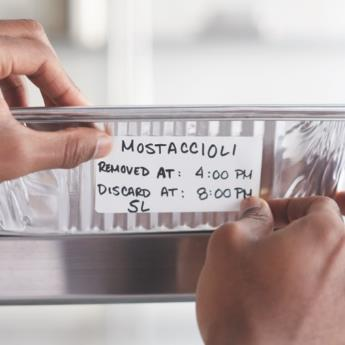 MOSTACCIOLI
REMOVED AT: 4:00 PM
DISCARD AT: 8:00 PM
SL